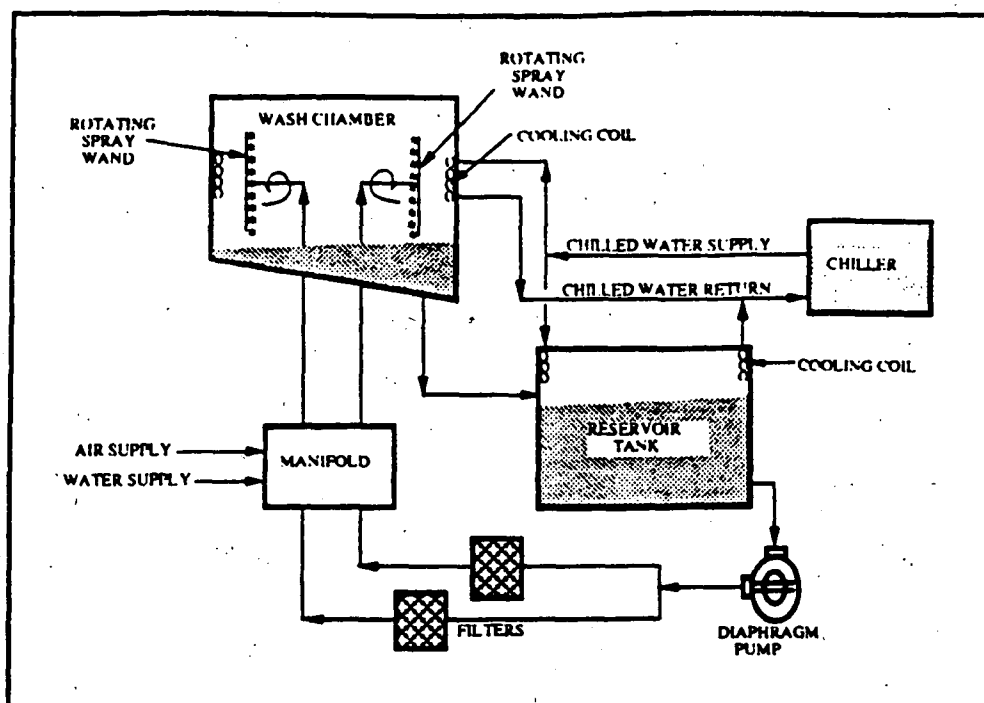 ROTATING
SPRAY
WAND
WASH CHAMBER
ROTATING
SPRAY
WAND
COOLING COIL
CHILLED WATER SUPPLY
CHILLER
CHILLED WATER RETURN
COOLING COIL
RESERVOIR
TANK
AIR SUPPLY
MANIFOLD
WATER SUPPLY
FILTERS
DIAPHRAGM
PUMP